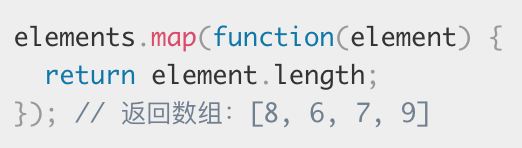 elements.map(function(element) {
  return element.length;
}); // 返回数组：[8, 6, 7, 9]